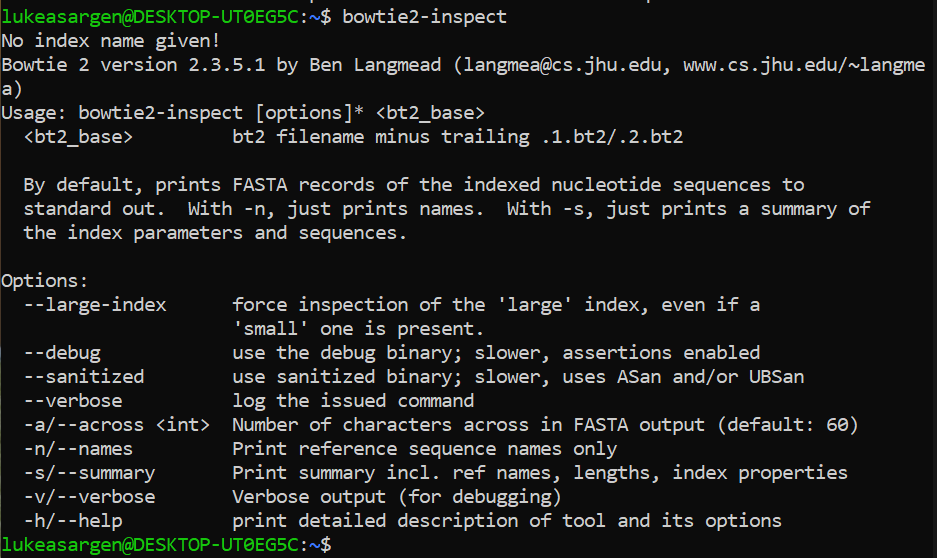 lukeasargen@DESKTOP-UT0EG5C:~$ bowtie2-inspect
No index name given!
Bowtie 2 version 2.3.5.1 by Ben Langmead (langmea@cs.jhu.edu, www.cs.jhu.edu/~langme
a)
Usage: bowtie2-inspect [options]* <bt2_base>
  <bt2_base>         bt2 filename minus trailing .1.bt2/.2.bt2

  By default, prints FASTA records of the indexed nucleotide sequences to
  standard out.  With -n, just prints names.  With -s, just prints a summary of
  the index parameters and sequences.

Options:
  --large-index      force inspection of the 'large' index, even if a
                     'small' one is present.
  --debug            use the debug binary; slower, assertions enabled
  --sanitized        use sanitized binary; slower, uses ASan and/or UBSan
  --verbose          log the issued command
  -a/--across <int>  Number of characters across in FASTA output (default: 60)
  -n/--names         Print reference sequence names only
  -s/--summary       Print summary incl. ref names, lengths, index properties
  -v/--verbose       Verbose output (for debugging)
  -h/--help          print detailed description of tool and its options
lukeasargen@DESKTOP-UT0EG5C:~$